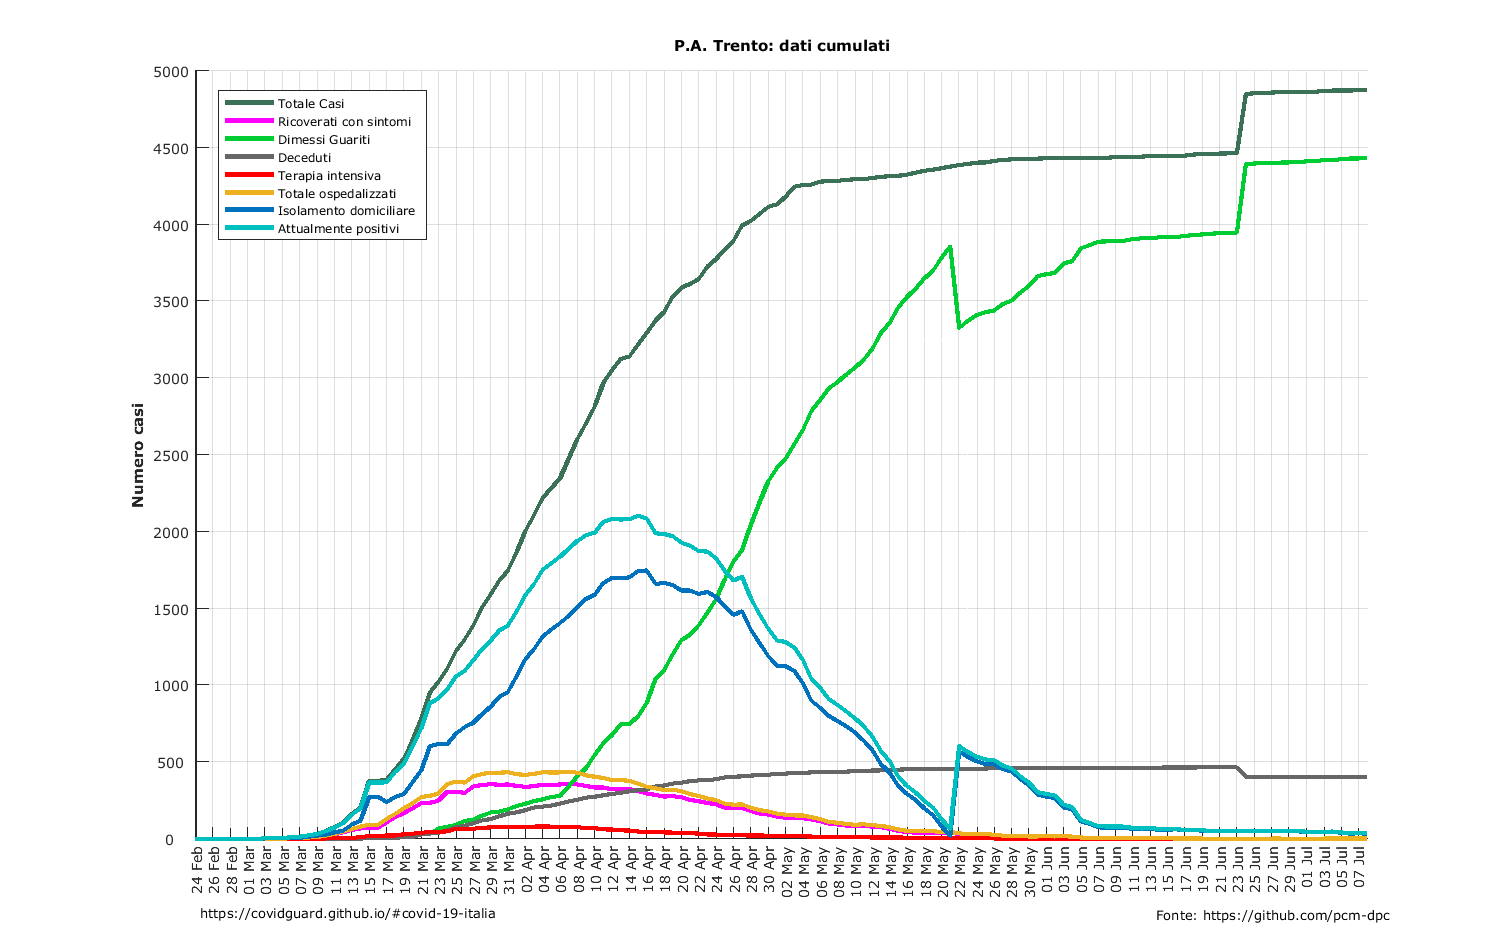 P.A. Trento: dati cumulati
5000
4500
4000
3500
3000
2500
2000
1500
1000
500
0
Numero casi
Totale Casi
Ricoverati con sintomi
Dimessi Guariti
Deceduti
Terapia intensiva
Totale ospedalizzati
Isolamento domiciliare
Attualmente positivi
24 Feb
26 Feb
28 Feb
01 Mar
03 Mar
05 Mar
07 Mar
09 Mar
11 Mar
13 Mar
15 Mar
17 Mar
19 Mar
21 Mar
23 Mar
25 Mar
27 Mar
29 Mar
31 Mar
02 Apr
04 Apr
06 Apr
08 Apr
10 Apr
12 Apr
14 Apr
16 Apr
18 Apr
20 Apr
22 Apr
24 Apr
26 Apr
28 Apr
30 Apr
02 May
04 May
06 May
08 May
10 May
12 May
14 May
16 May
18 May
20 May
22 May
24 May
26 May
28 May
30 May
01 Jun
03 Jun
05 Jun
07 Jun
09 Jun
11 Jun
13 Jun
15 Jun
17 Jun
19 Jun
21 Jun
23 Jun
25 Jun
27 Jun
29 Jun
01 Jul
03 Jul
05 Jul
07 Jul
https://covidguard.github.io/#covid-19-italia
Fonte: https://github.com/pcm-dpc